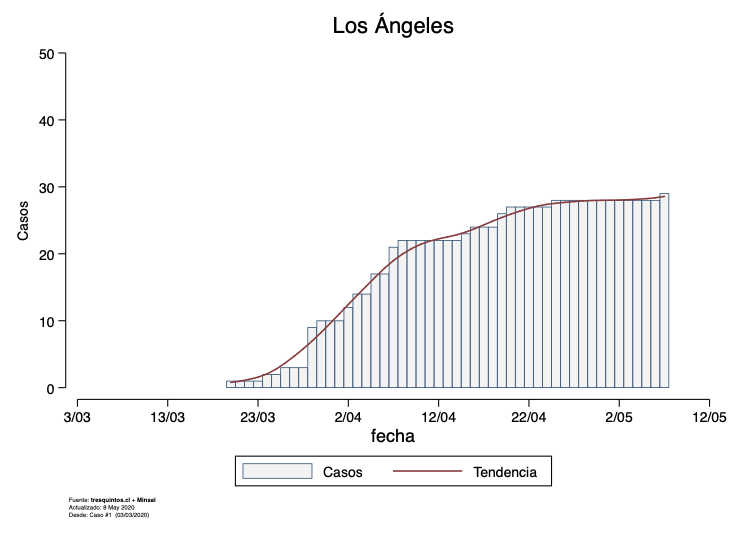 Los Ángeles
50
40
30
20
10
0
Casos
3/03 13/03 23/03 2/04 12/04 22/04 2/05 12/05
fecha
Casos Tendencia
Fuente: tresquintos.cl + Minsal
Actualizado: 8 May 2020
Desde: Caso #1 (03/03/2020)